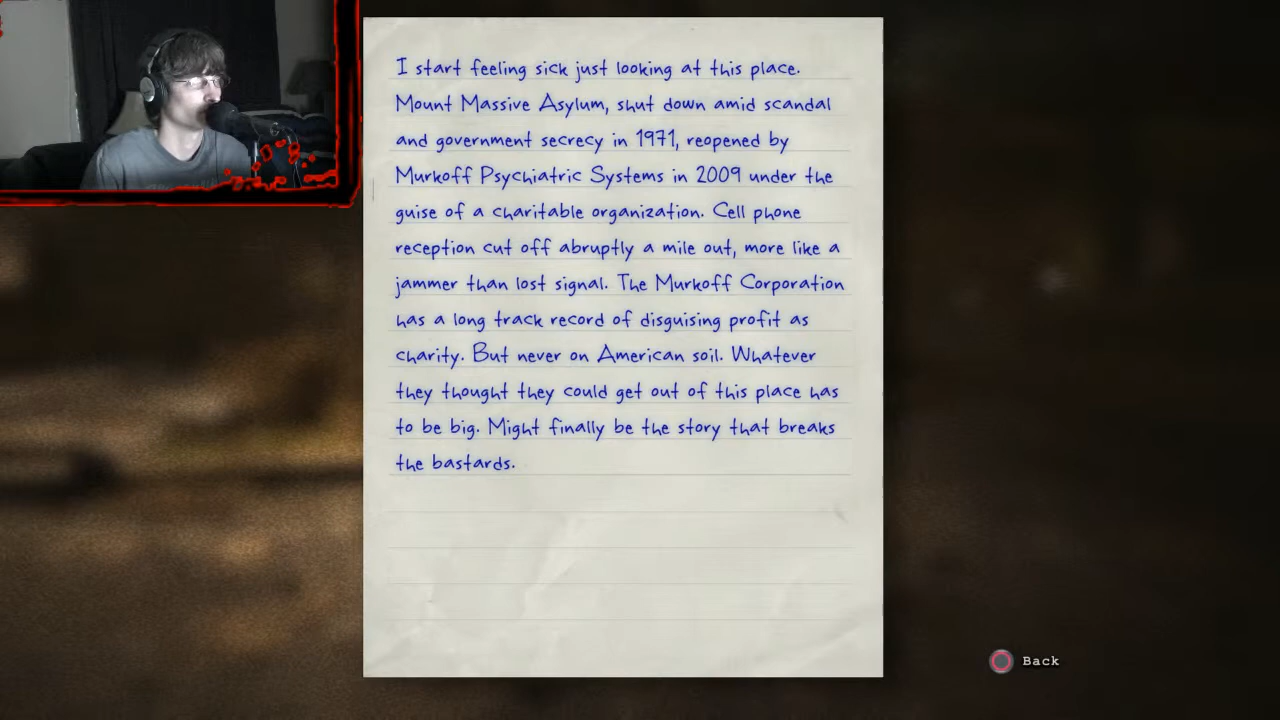 I start feeling sick just looking at this place.
Mount Massive Asylum, shut down amid scandal
and government secrecy in 1971, reopened by
Murkoff Psychiatric Systems in 2009 under the
guise of a charitable organization. Cell phone
reception cut off abruptly a mile out, more like a
jammer than lost signal. The Murkoff Corporation
has a long track record of disguising profit as
charity. But never on American soil. Whatever
they thought they could get out of this place has
to be big. Might finally be the story that breaks
the bastards.
Back